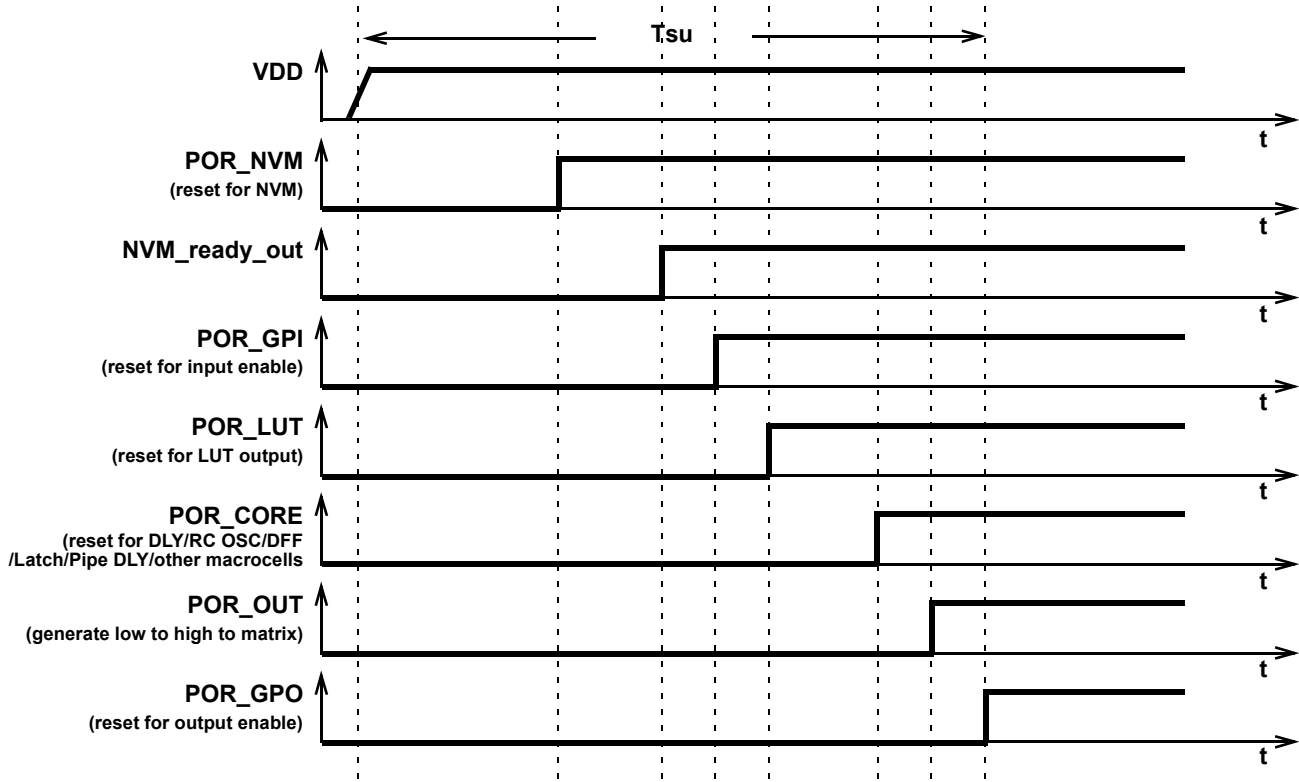 Tsu
VDD
t
POR_NVM
(reset for NVM)
t
NVM_ready_out
t
POR_GPI
(reset for input enable)
t
POR_LUT
(reset for LUT output)
t
POR_CORE
(reset for DLY/RC OSC/DFF
/Latch/Pipe DLY/other macrocells
t
POR_OUT
(generate low to high to matrix)
t
POR_GPO
(reset for output enable)
t